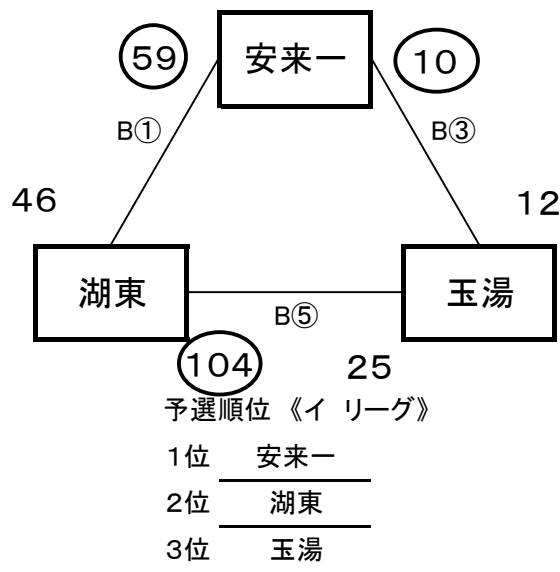 59 安来一 10
B① B③
46 12
湖東 玉湯
B⑤
104 25
予選順位 《イ リーグ》
1位 安来一
2位 湖東
3位 玉湯